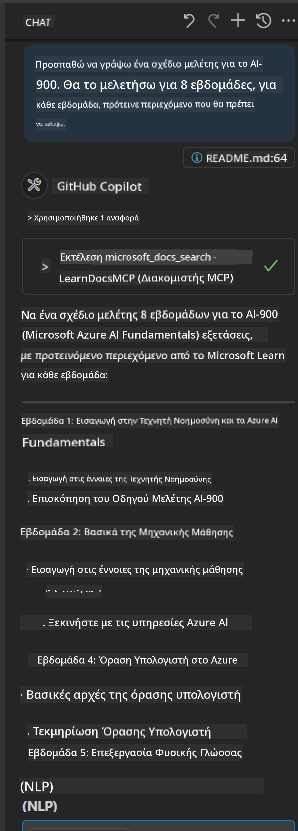 CHAT
Προσπαθώ να γράψω ένα σχέδιο μελέτης για το AI-
900. Θα το μελετήσω για 8 εβδομάδες, για
κάθε εβδομάδα, πρότεινε περιεχόμενο που θα πρέπει
README.md:64
GitHub Copilot
> Χρησιμοποιήθηκε 1 αναφορά
> Εκτέλεση microsoft_docs_search -
LearnDocsMCP (Διακομιστής MCP)
Να ένα σχέδιο μελέτης 8 εβδομάδων για το AI-900
(Microsoft Azure AI Fundamentals) εξετάσεις,
με προτεινόμενο περιεχόμενο από το Microsoft Learn
για κάθε εβδομάδα:
Εβδομάδα 1: Εισαγωγή στην Τεχνητή Νοημοσύνη και τα Azure AI
Fundamentals
. Εισαγωγή στις έννοιες της Τεχνητής Νοημοσύνης
. Επισκόπηση του Οδηγού Μελέτης AI-900
Εβδομάδα 2: Βασικά της Μηχανικής Μάθησης
· Εισαγωγή στις έννοιες της μηχανικής μάθησης
. Ξεκινήστε με τις υπηρεσίες Azure AI
Εβδομάδα 4: Όραση Υπολογιστή στο Azure
· Βασικές αρχές της όρασης υπολογιστή
. Τεκμηρίωση Όρασης Υπολογιστή
Εβδομάδα 5: Επεξεργασία Φυσικής Γλώσσας
(NLP)
(NLP)